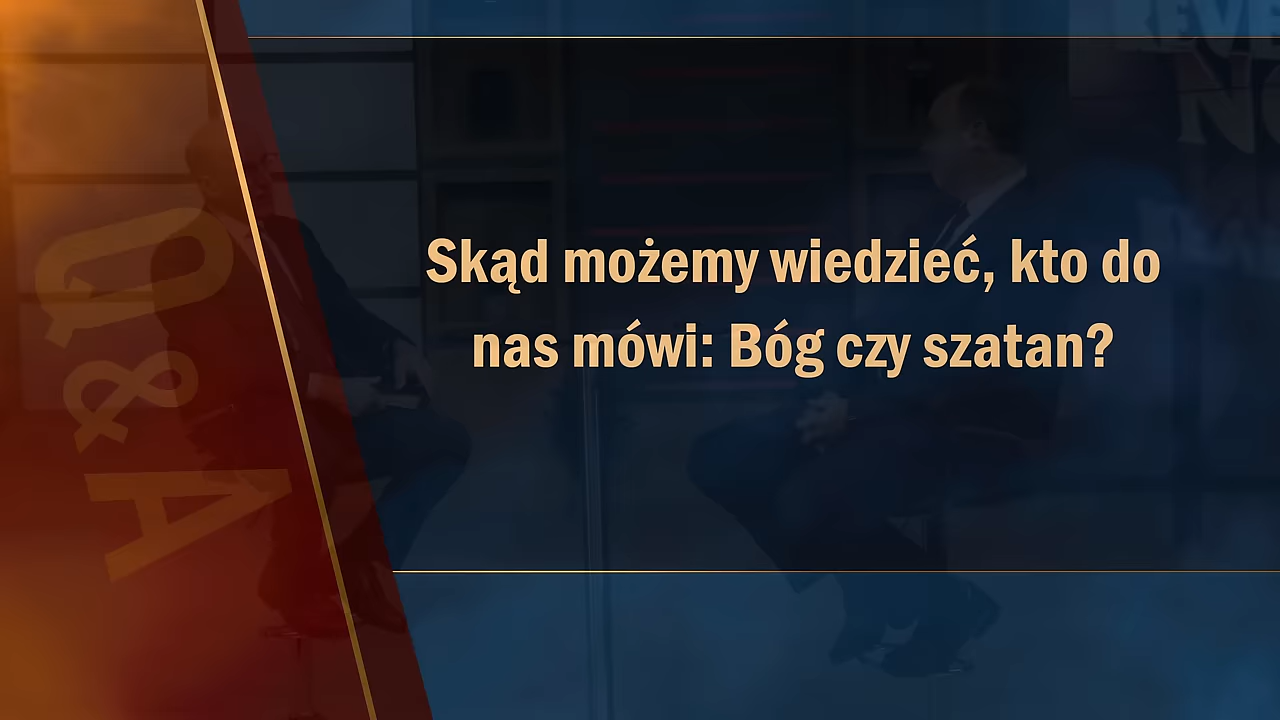 Skąd możemy wiedzieć, kto do
nas mówi: Bóg czy szatan?
Q&A